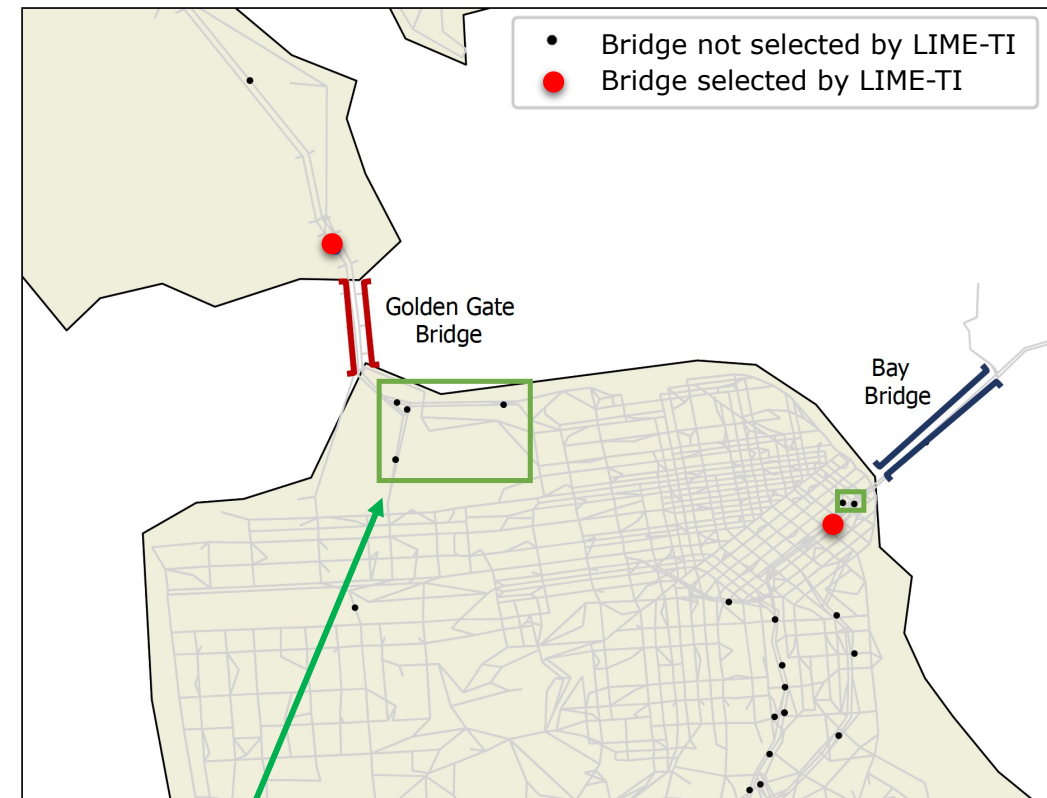 Bridge not selected by LIME-TI
Bridge selected by LIME-TI
Golden Gate
Bridge
Bay
Bridge